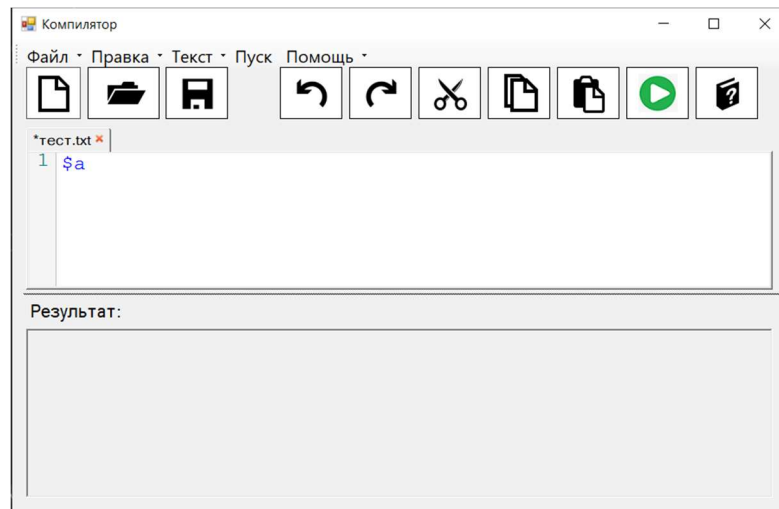 Компилятор
Файл Правка Текст Пуск Помощь
?
*тест.txt
1 $a
Результат: